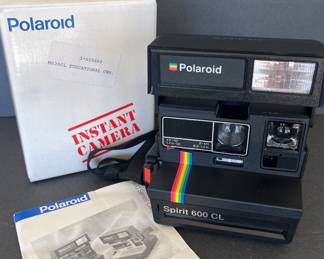 Polaroid
INSTANT
CAMERA
Polaroid
Spirit 600 CL
Polaroid